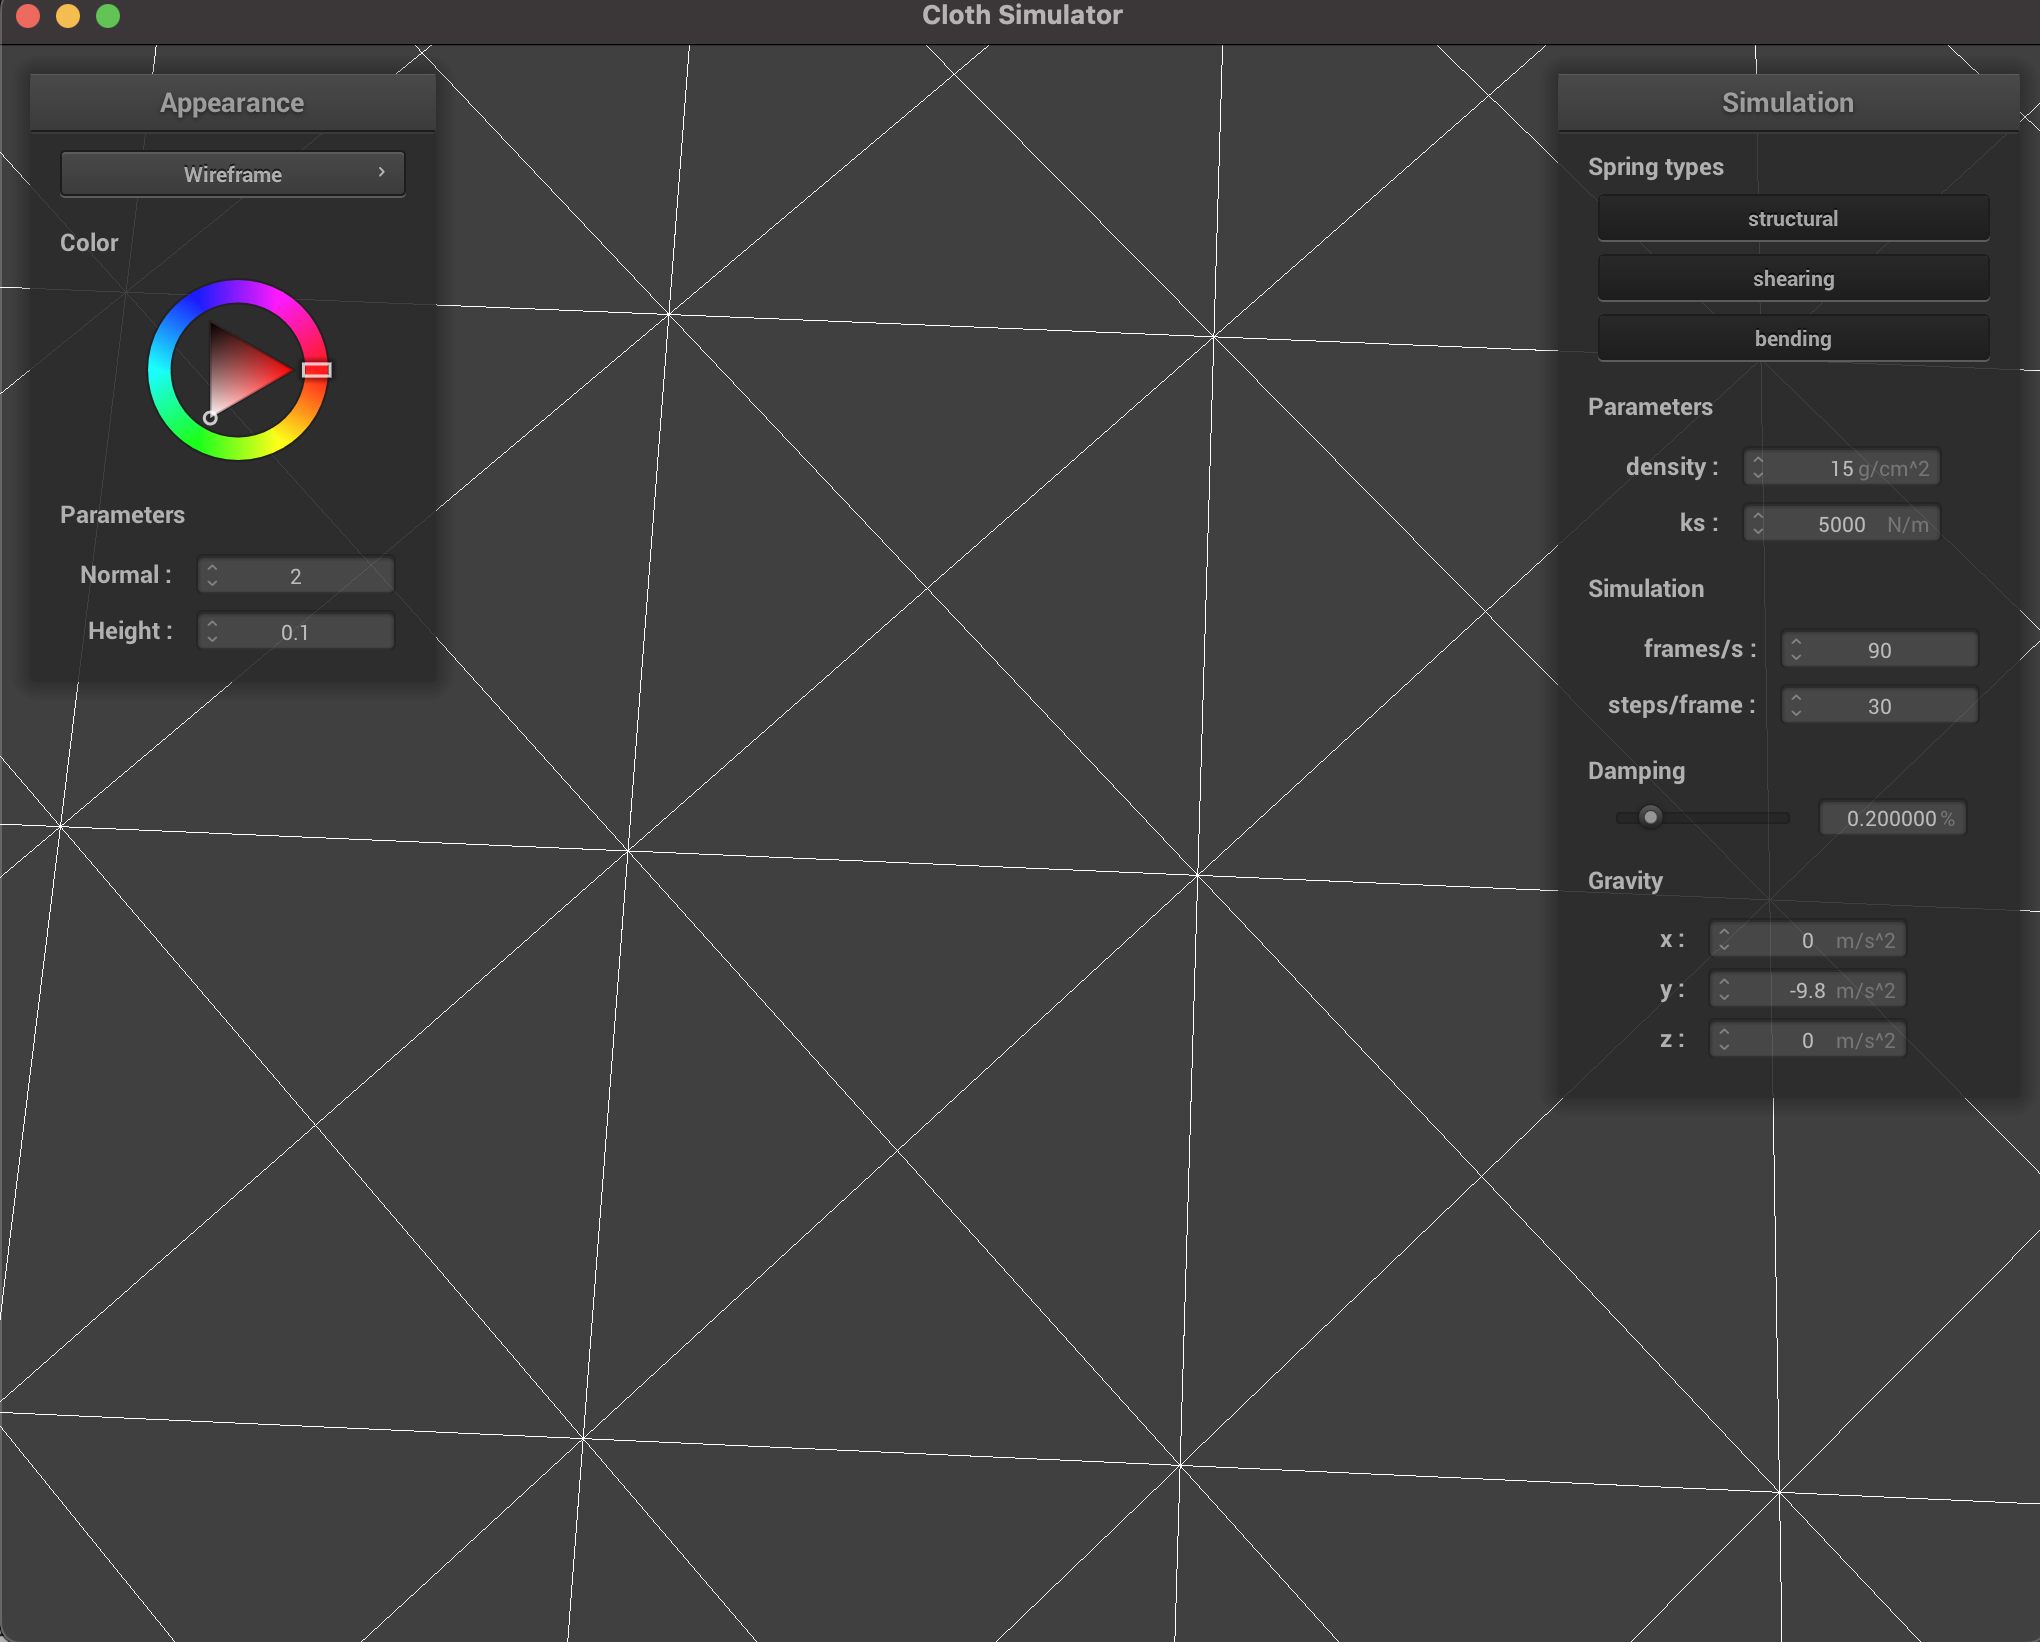 Cloth Simulator
Appearance
Wireframe
Color
Parameters
Normal : 2
Height : 0.1
Simulation
Spring types
structural
shearing
bending
Parameters
density : 15 g/cm^2
ks : 5000 N/m
Simulation
frames/s : 90
steps/frame : 30
Damping
0.200000 %
Gravity
x : 0 m/s^2
y : -9.8 m/s^2
z : 0 m/s^2